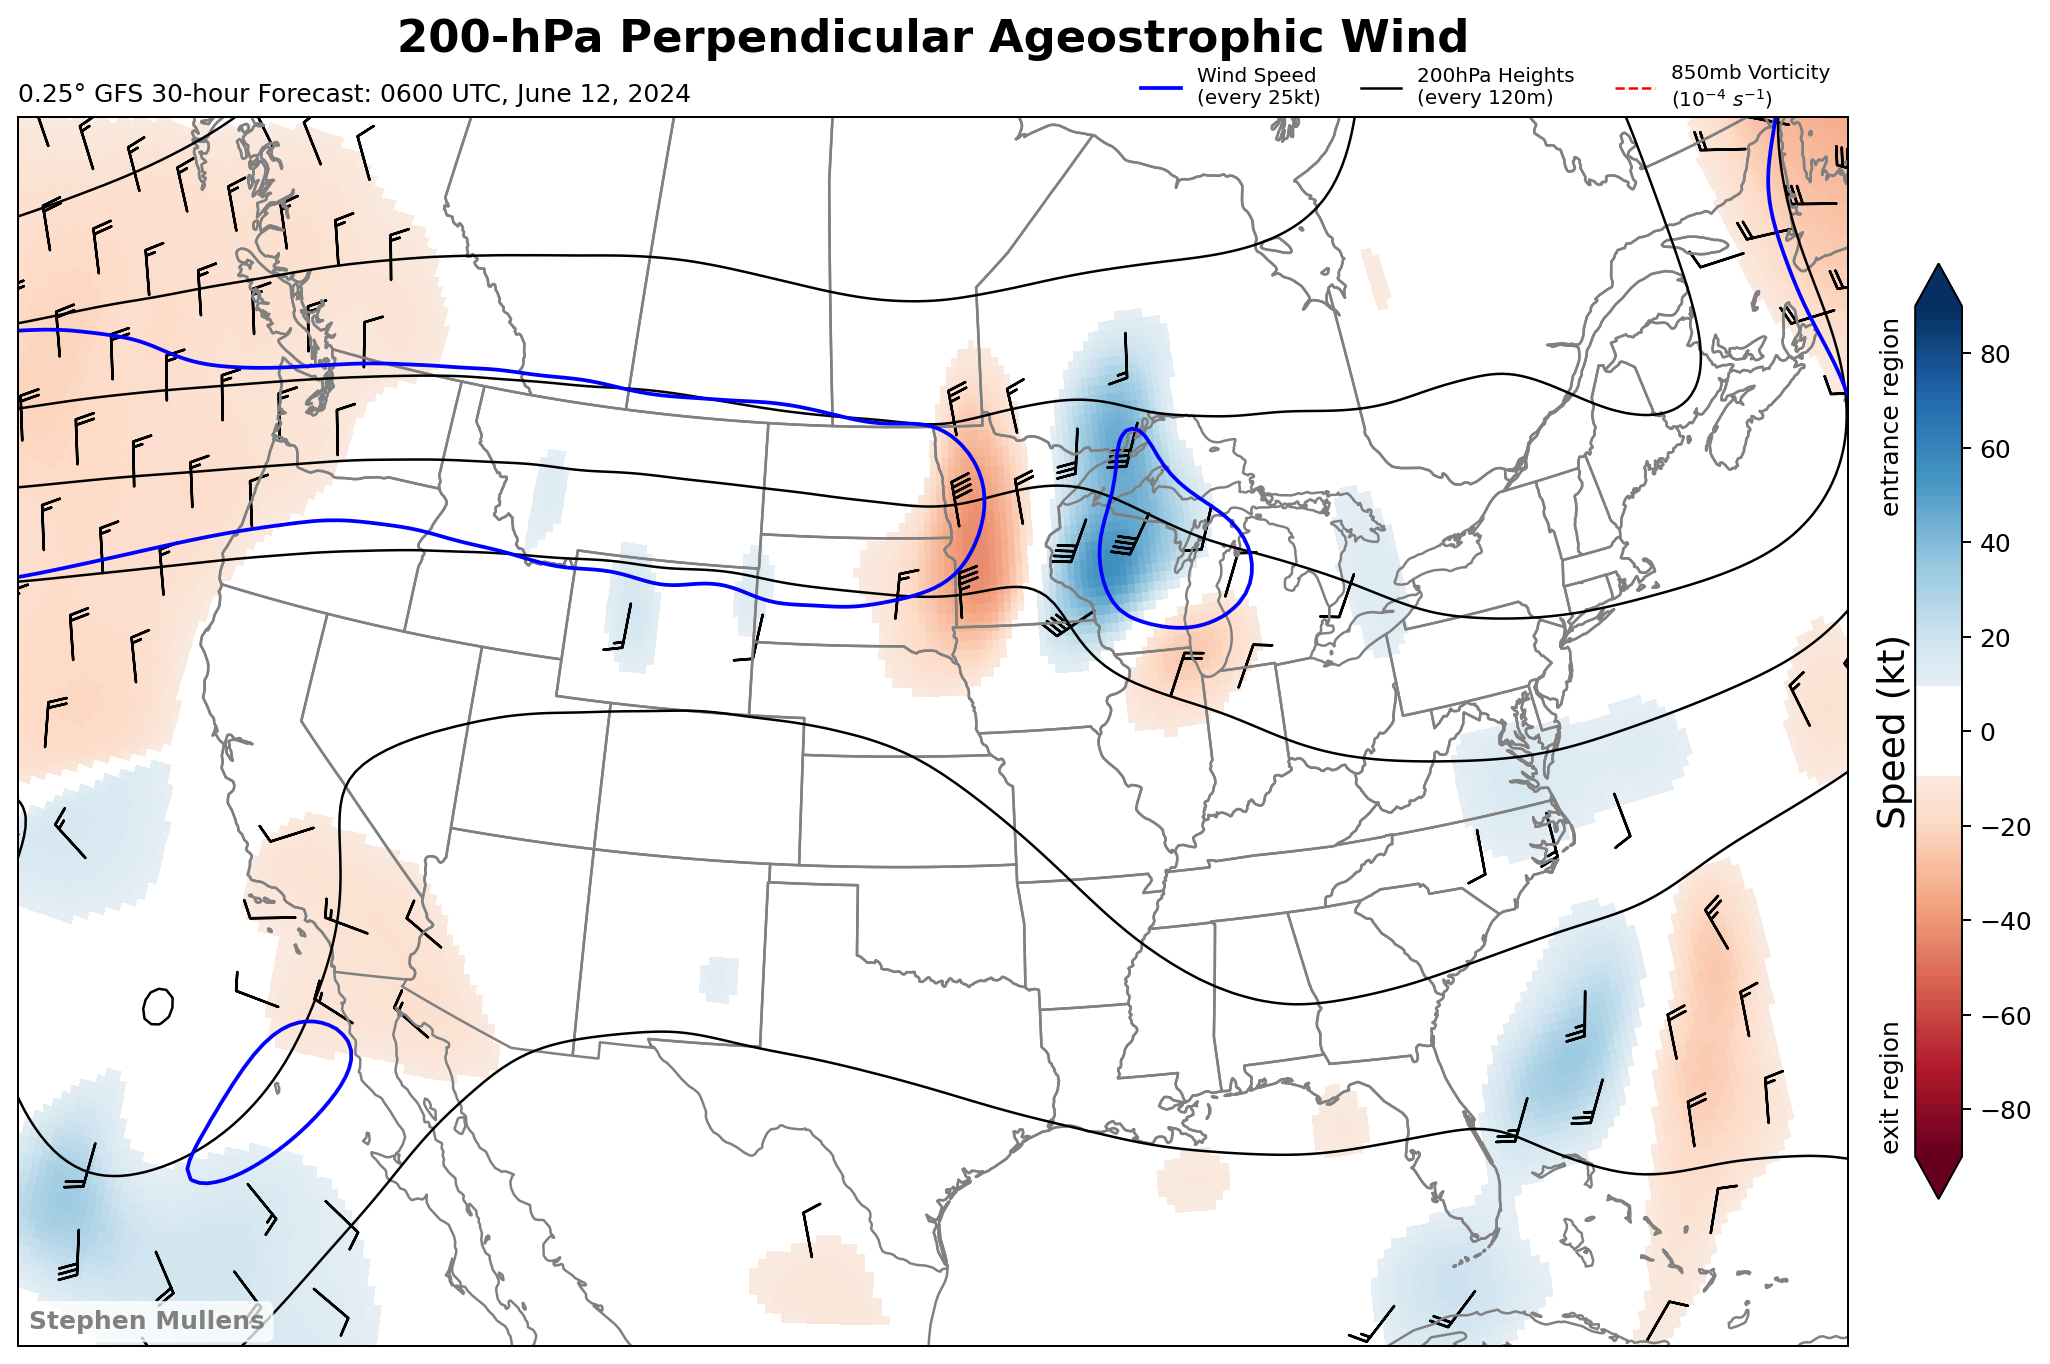 200-hPa Perpendicular Ageostrophic Wind
0.25° GFS 30-hour Forecast: 0600 UTC, June 12, 2024
Wind Speed
(every 25kt)
200hPa Heights
(every 120m)
850mb Vorticity
(10⁻⁴ s⁻¹)
entrance region
Speed (kt)
exit region
80
60
40
20
0
−20
−40
−60
−80
Stephen Mullens